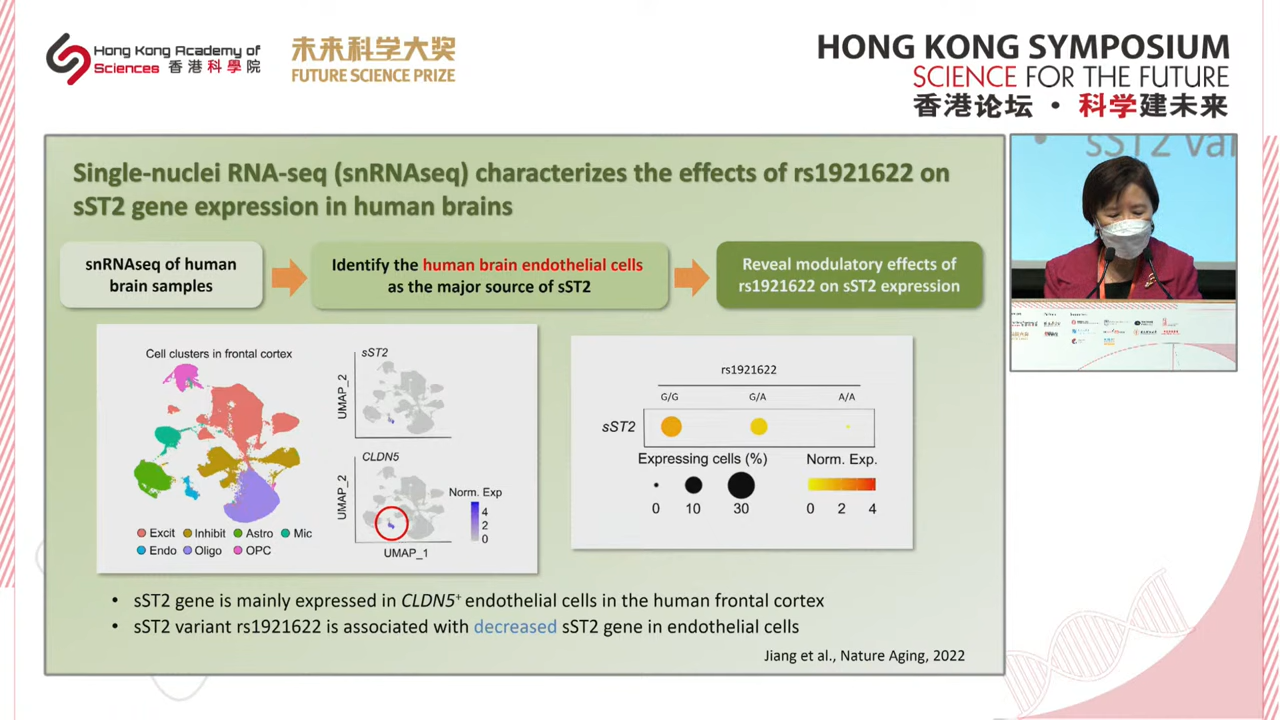 Hong Kong Academy of
Sciences 香港科學院
未来科学大奖
FUTURE SCIENCE PRIZE
HONG KONG SYMPOSIUM
SCIENCE FOR THE FUTURE
香港论坛 · 科学建未来
Single-nuclei RNA-seq (snRNAseq) characterizes the effects of rs1921622 on
sST2 gene expression in human brains
snRNAseq of human
brain samples
Identify the human brain endothelial cells
as the major source of sST2
Reveal modulatory effects of
rs1921622 on sST2 expression
Cell clusters in frontal cortex
Excit Inhibit Astro Mic
Endo Oligo OPC
sST2
UMAP_2
CLDN5
UMAP_2
UMAP_1
Norm. Exp
4
2
0
rs1921622
G/G G/A A/A
sST2
Expressing cells (%) Norm. Exp.
0 10 30 0 2 4
• sST2 gene is mainly expressed in CLDN5+ endothelial cells in the human frontal cortex
• sST2 variant rs1921622 is associated with decreased sST2 gene in endothelial cells
Jiang et al., Nature Aging, 2022
• sST2 var